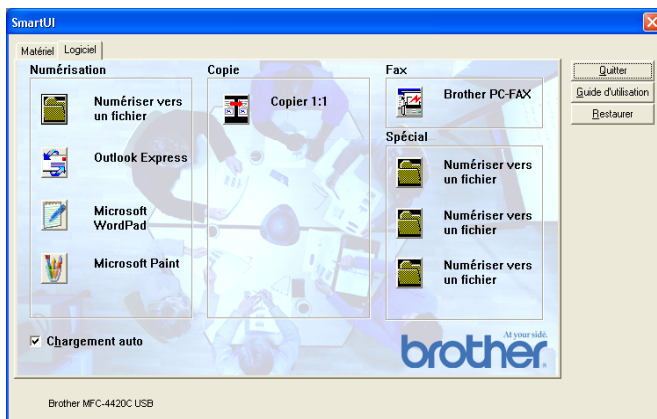 SmartUI
Matériel
Logiciel
Numérisation
Numériser vers
un fichier
Outlook Express
Microsoft
WordPad
Microsoft Paint
Copie
Copier 1:1
Fax
Brother PC-FAX
Spécial
Numériser vers
un fichier
Numériser vers
un fichier
Numériser vers
un fichier
Quitter
Guide d'utilisation
Restaurer
Chargement auto
At your side.
brother
Brother MFC-4420C USB